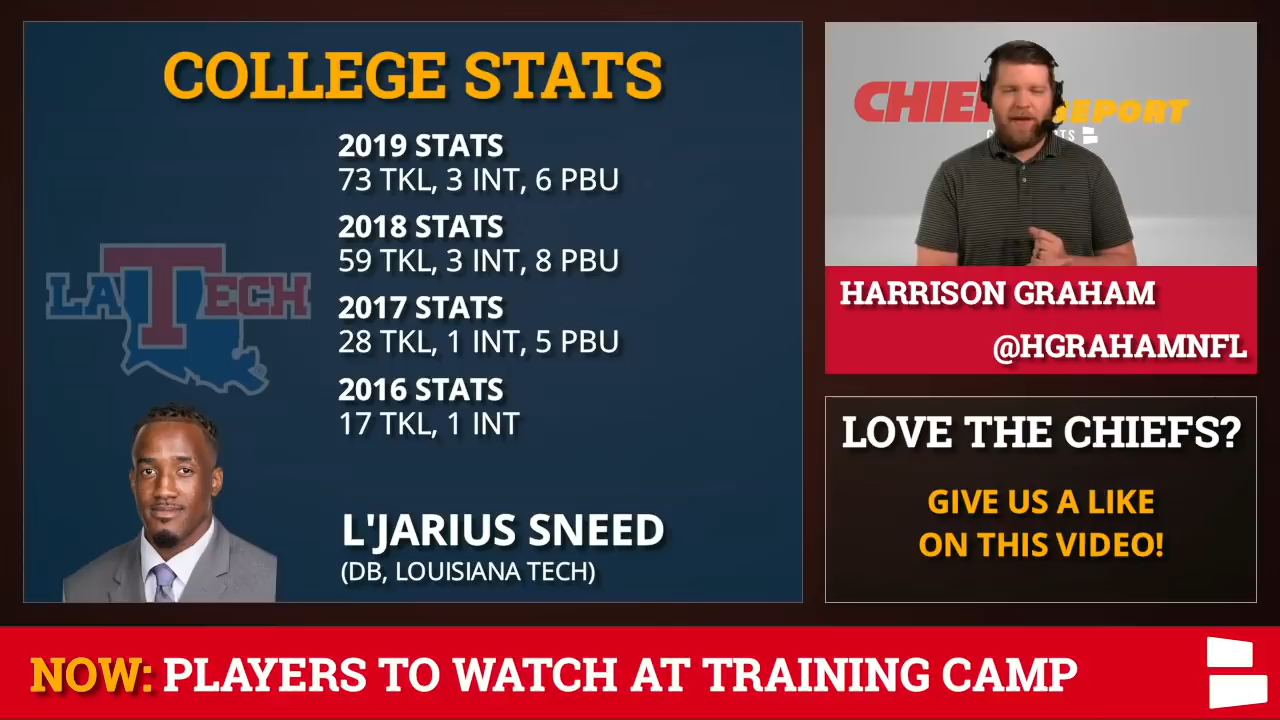 COLLEGE STATS
2019 STATS
73 TKL, 3 INT, 6 PBU
2018 STATS
59 TKL, 3 INT, 8 PBU
2017 STATS
28 TKL, 1 INT, 5 PBU
2016 STATS
17 TKL, 1 INT
LA TECH
L'JARIUS SNEED
(DB, LOUISIANA TECH)
CHIE
REPORT
TS
HARRISON GRAHAM
@HGRAHAMNFL
LOVE THE CHIEFS?
GIVE US A LIKE
ON THIS VIDEO!
NOW: PLAYERS TO WATCH AT TRAINING CAMP